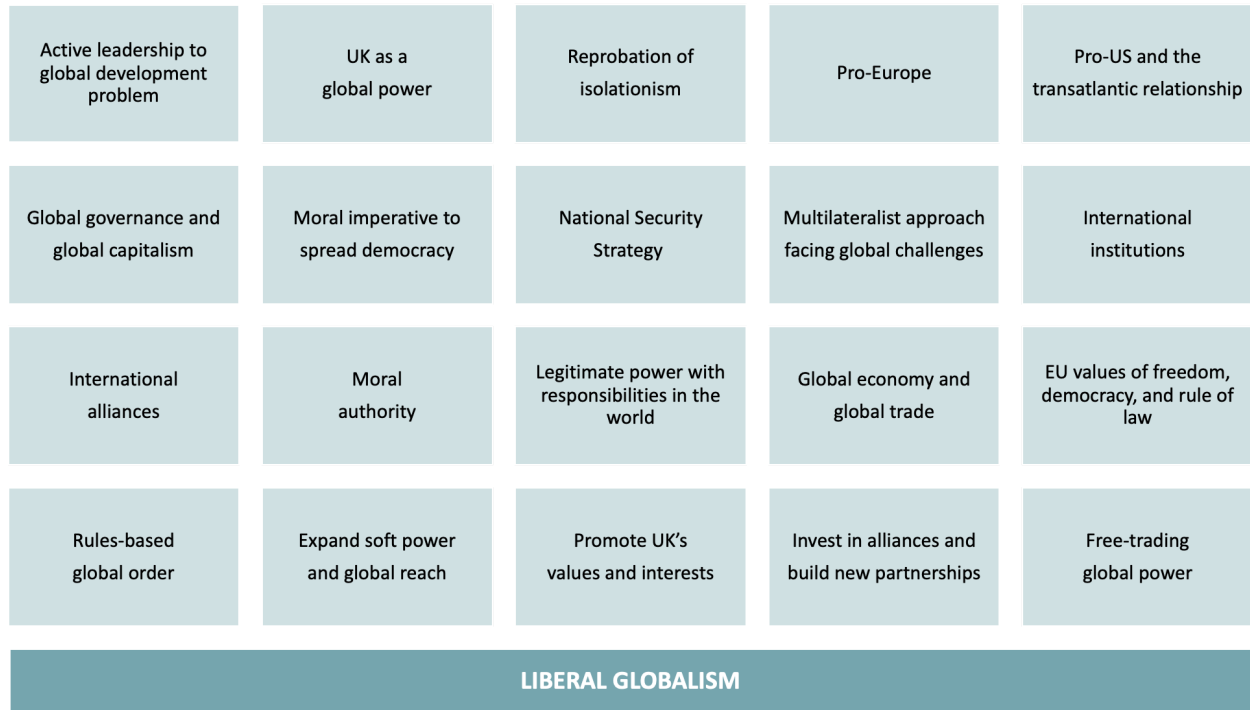 Active leadership to
global development
problem
UK as a
global power
Reprobation of
isolationism
Pro-Europe
Pro-US and the
transatlantic relationship
Global governance and
global capitalism
Moral imperative to
spread democracy
National Security
Strategy
Multilateralist approach
facing global challenges
International
institutions
International
alliances
Moral
authority
Legitimate power with
responsibilities in the
world
Global economy and
global trade
EU values of freedom,
democracy, and rule of
law
Rules-based
global order
Expand soft power
and global reach
Promote UK’s
values and interests
Invest in alliances and
build new partnerships
Free-trading
global power
LIBERAL GLOBALISM